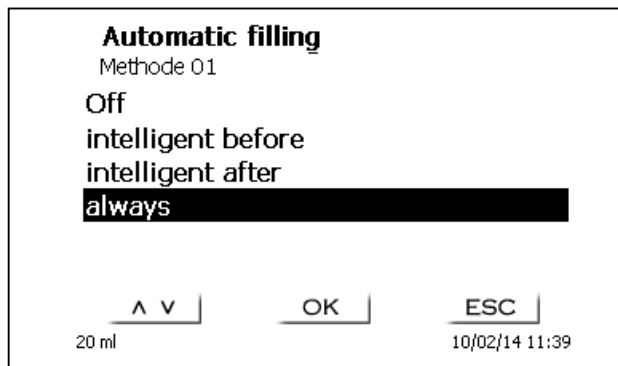 Automatic filling
Methode 01
Off
intelligent before
intelligent after
always
∧ ∨ OK ESC
20 ml 10/02/14 11:39